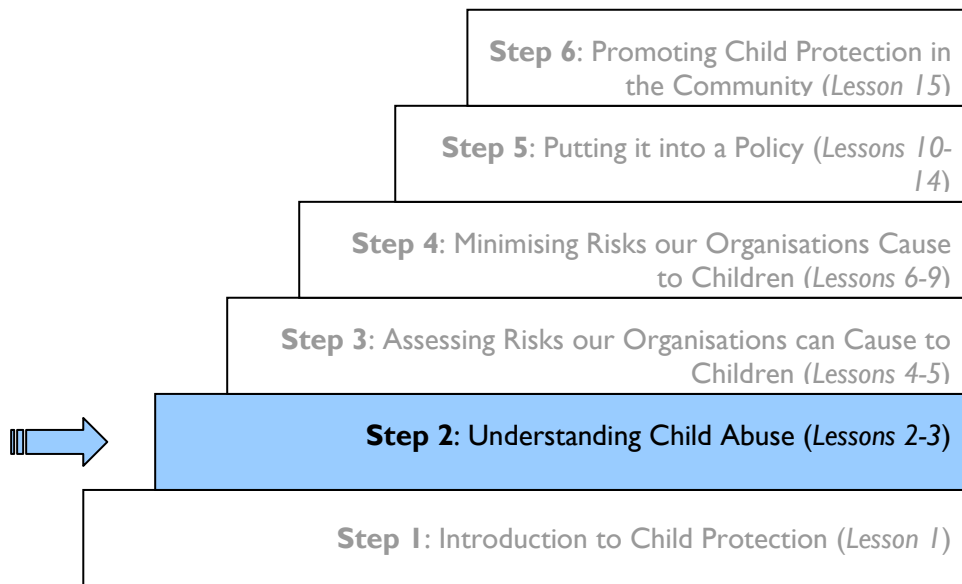 Step 6: Promoting Child Protection in
the Community (Lesson 15)
Step 5: Putting it into a Policy (Lessons 10-
14)
Step 4: Minimising Risks our Organisations Cause
to Children (Lessons 6-9)
Step 3: Assessing Risks our Organisations can Cause to
Children (Lessons 4-5)
Step 2: Understanding Child Abuse (Lessons 2-3)
Step 1: Introduction to Child Protection (Lesson 1)